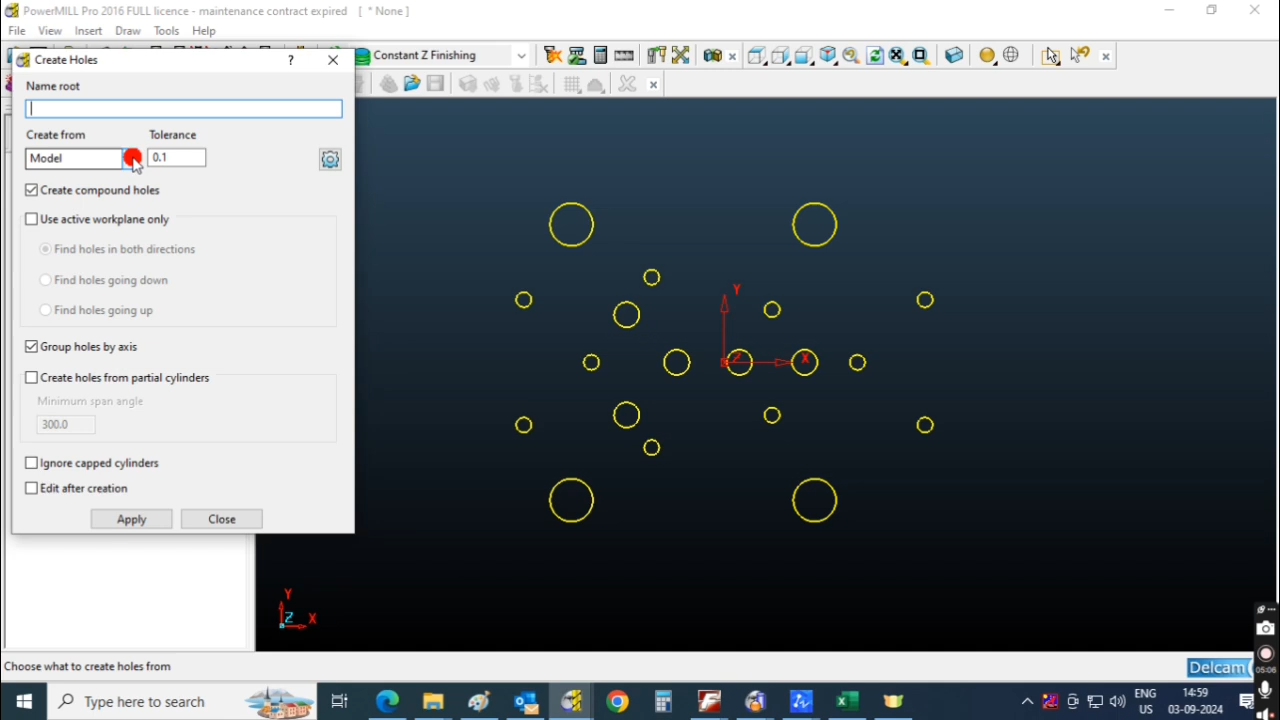 PowerMILL Pro 2016 FULL licence - maintenance contract expired [ * None ]
File View Insert Draw Tools Help
Create Holes ?
Constant Z Finishing
Name root
Create from Tolerance
Model 0.1
Create compound holes
Use active workplane only
Find holes in both directions
Find holes going down
Find holes going up
Group holes by axis
Create holes from partial cylinders
Minimum span angle
300.0
Ignore capped cylinders
Edit after creation
Apply Close
Y
Z X
Y
Z X
Choose what to create holes from
Delcam
05:06
Type here to search
ENG
US
14:59
03-09-2024